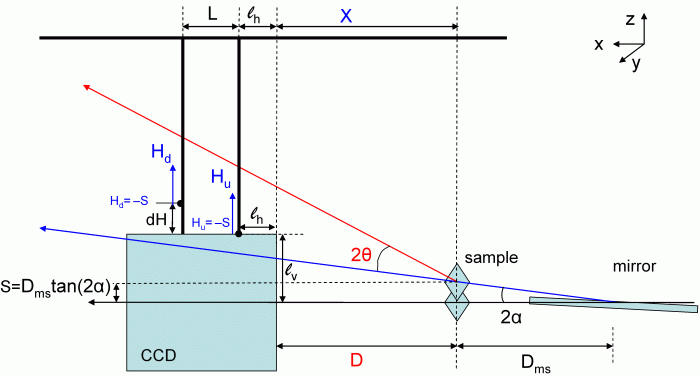 L
ℓh
X
z
x
y
Hd
Hd= –S
Hu
dH
Hu= –S
ℓh
2θ
sample
ℓv
mirror
S=Dmstan(2α)
2α
CCD
D
Dms